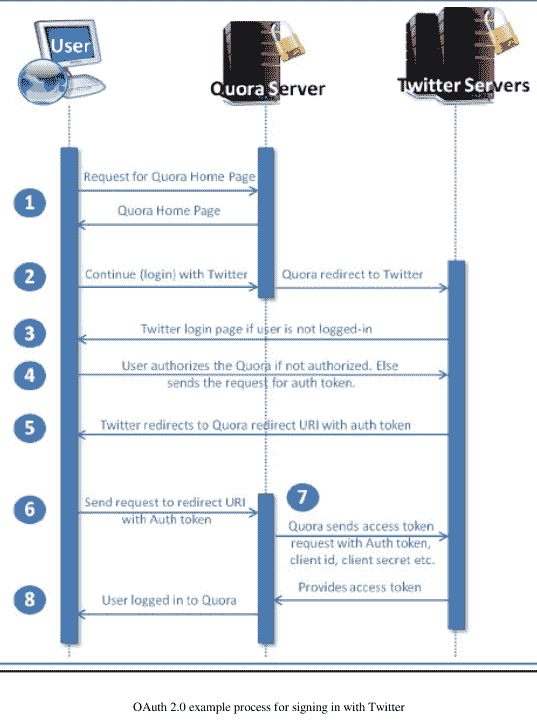 User
Quora Server
Twitter Servers
1
Request for Quora Home Page
Quora Home Page
2
Continue (login) with Twitter
Quora redirect to Twitter
3
Twitter login page if user is not logged-in
4
User authorizes the Quora if not authorized. Else
sends the request for auth token.
5
Twitter redirects to Quora redirect URI with auth token
6
Send request to redirect URI
with Auth token
7
Quora sends access token
request with Auth token,
client id, client secret etc.
Provides access token
8
User logged in to Quora
OAuth 2.0 example process for signing in with Twitter